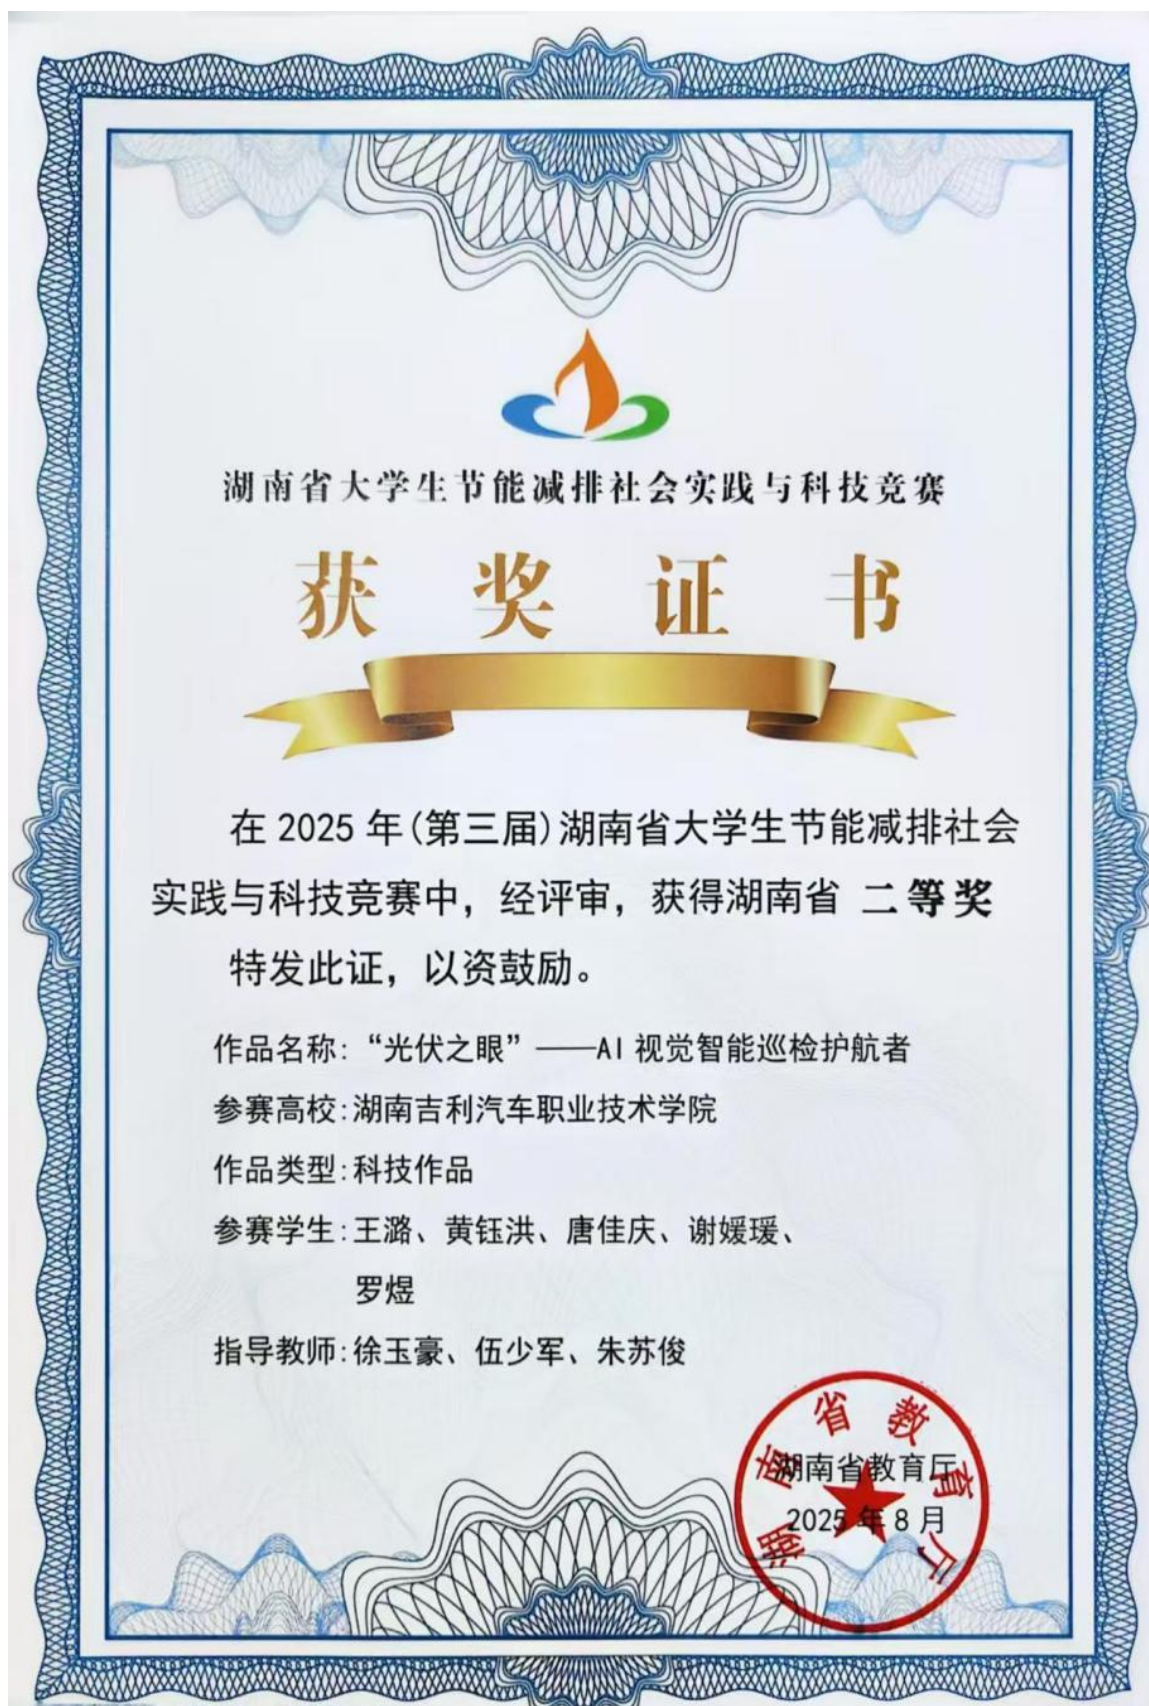 湖南省大学生节能减排社会实践与科技竞赛
获奖证书
在 2025 年(第三届)湖南省大学生节能减排社会
实践与科技竞赛中，经评审，获得湖南省 二等奖
特发此证，以资鼓励。
作品名称: “光伏之眼”——AI 视觉智能巡检护航者
参赛高校:湖南吉利汽车职业技术学院
作品类型:科技作品
参赛学生:王潞、黄钰洪、唐佳庆、谢媛瑗、
罗煜
指导教师:徐玉豪、伍少军、朱苏俊
湖南省教育厅
湖南省教育厅
2025 年 8 月